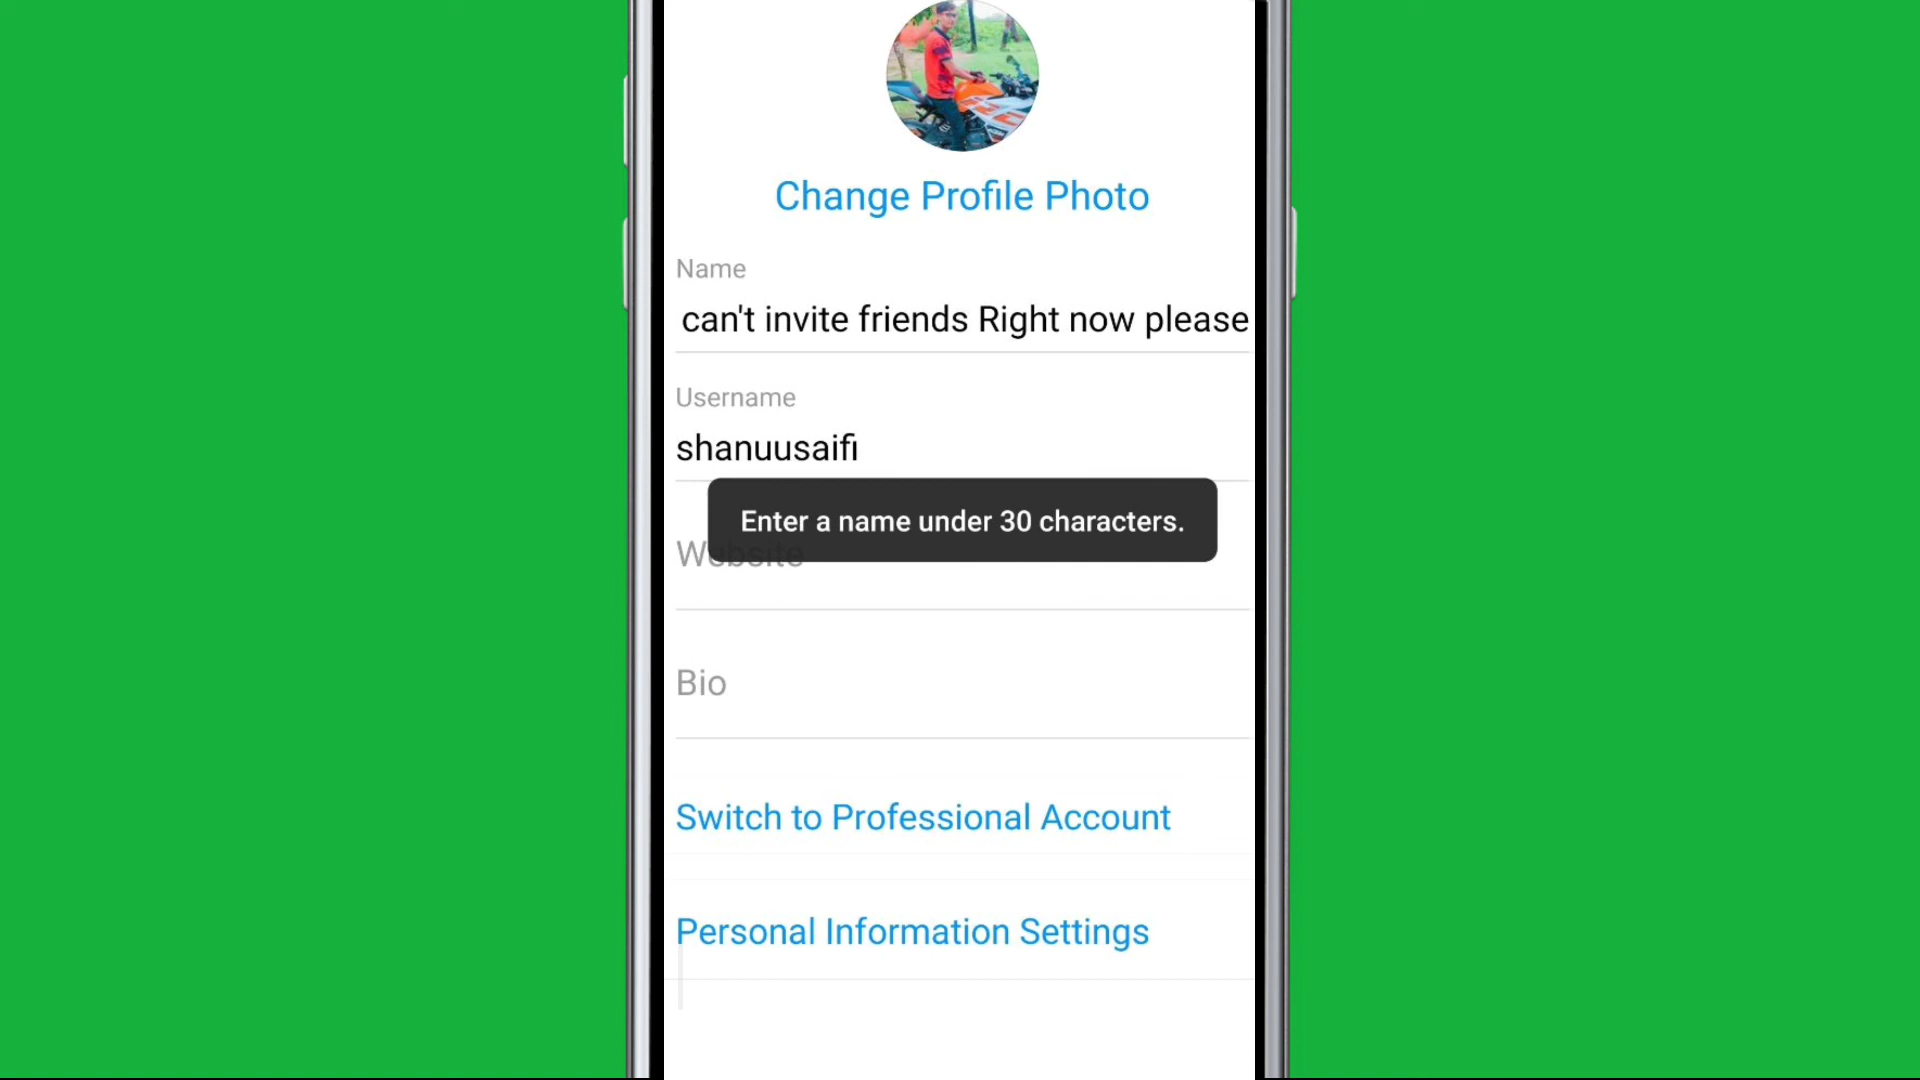 Change Profile Photo
Name
can't invite friends Right now please
Username
shanuusaifi
Enter a name under 30 characters.
Website
Bio
Switch to Professional Account
Personal Information Settings